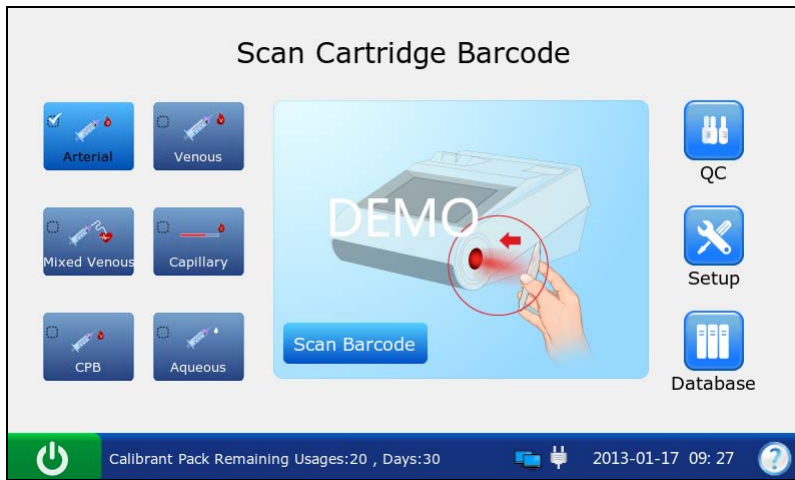 Scan Cartridge Barcode
Arterial
Venous
QC
DEMO
Mixed Venous
Capillary
Setup
Scan Barcode
CPB
Aqueous
Database
Calibrant Pack Remaining Usages:20 , Days:30
2013-01-17 09: 27
?